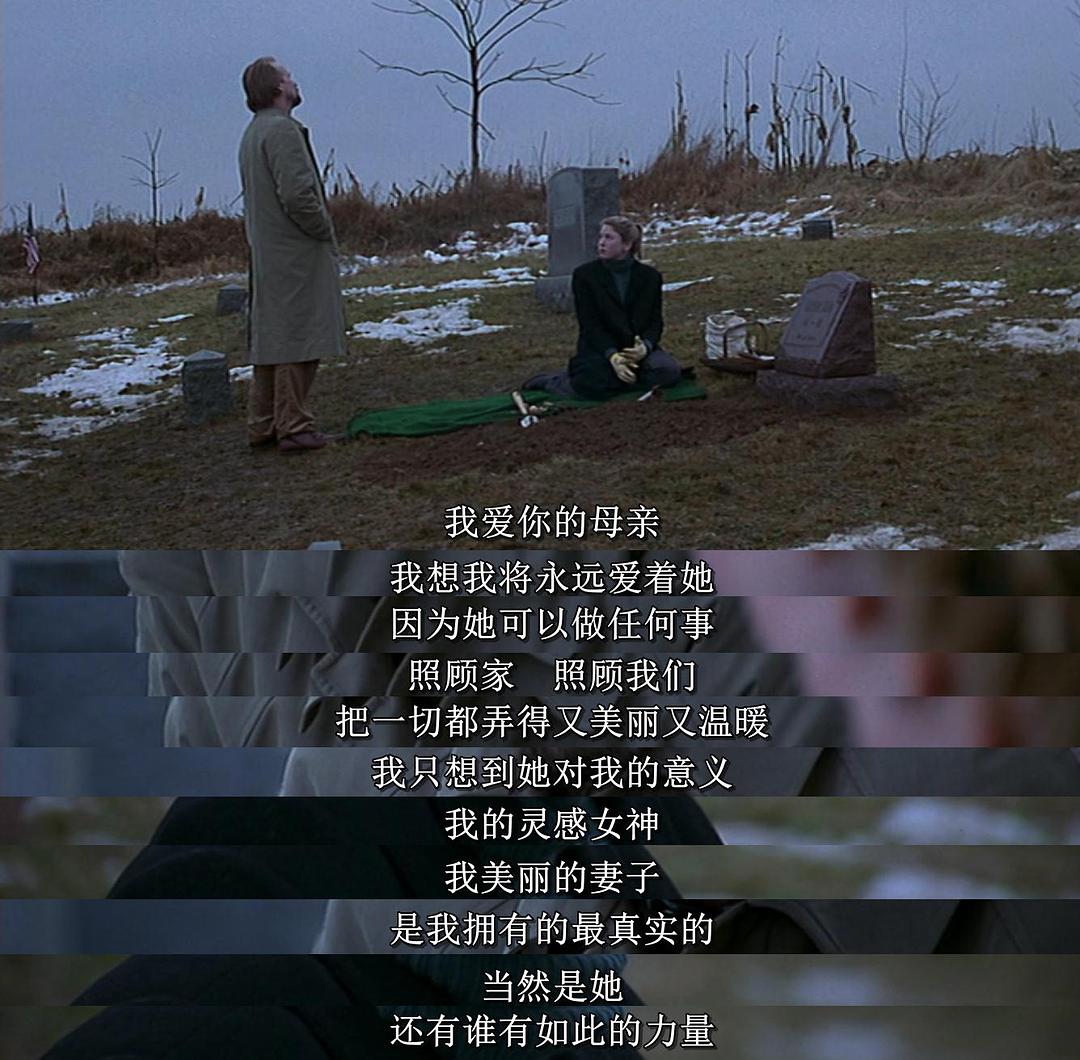 我爱你的母亲
我想我将永远爱着她
因为她可以做任何事
照顾家　照顾我们
把一切都弄得又美丽又温暖
我只想到她对我的意义
我的灵感女神
我美丽的妻子
是我拥有的最真实的
当然是她
还有谁有如此的力量